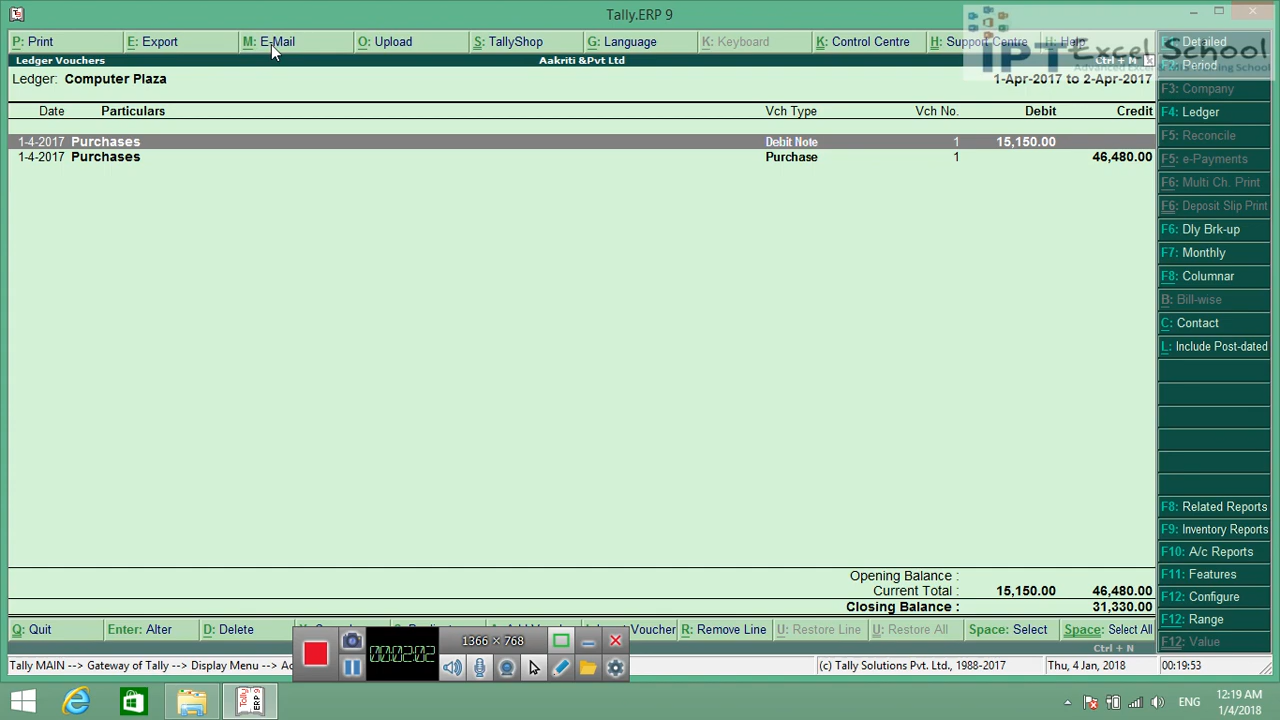 Tally.ERP 9
P: Print E: Export M: E-Mail O: Upload S: TallyShop G: Language K: Keyboard K: Control Centre H: Support Centre H: Help
IPT Excel School
Ledger Vouchers Aakriti &Pvt Ltd Ctrl + N
Ledger: Computer Plaza 1-Apr-2017 to 2-Apr-2017
Date Particulars Vch Type Vch No. Debit Credit
1-4-2017 Purchases Debit Note 1 15,150.00
1-4-2017 Purchases Purchase 1 46,480.00
Opening Balance :
Current Total : 15,150.00 46,480.00
Closing Balance : 31,330.00
Detailed
Period
F3: Company
F4: Ledger
F5: Reconcile
F5: e-Payments
F6: Multi Ch. Print
F6: Deposit Slip Print
F6: Dly Brk-up
F7: Monthly
F8: Columnar
B: Bill-wise
C: Contact
L: Include Post-dated
F8: Related Reports
F9: Inventory Reports
F10: A/c Reports
F11: Features
F12: Configure
F12: Range
F12: Value
Q: Quit Enter: Alter D: Delete Voucher R: Remove Line U: Restore Line U: Restore All Space: Select Space: Select All
1366 × 768
00:02:02
Ctrl + N
Tally MAIN --> Gateway of Tally --> Display Menu --> Ac (c) Tally Solutions Pvt. Ltd., 1988-2017 Thu, 4 Jan, 2018 00:19:53
Tally
ERP 9
ENG
12:19 AM
1/4/2018